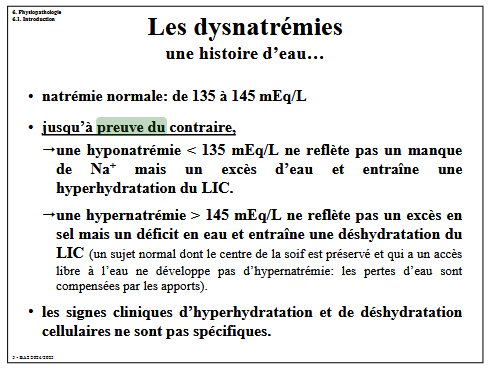 6. Physiopathologie
6.1. Introduction
Les dysnatrémies
une histoire d’eau…
• natrémie normale: de 135 à 145 mEq/L
• jusqu’à preuve du contraire,
→une hyponatrémie < 135 mEq/L ne reflète pas un manque
de Na⁺ mais un excès d’eau et entraîne une
hyperhydratation du LIC.
→une hypernatrémie > 145 mEq/L ne reflète pas un excès en
sel mais un déficit en eau et entraîne une déshydratation du
LIC (un sujet normal dont le centre de la soif est préservé et qui a un accès
libre à l’eau ne développe pas d’hypernatrémie: les pertes d’eau sont
compensées par les apports).
• les signes cliniques d’hyperhydratation et de déshydratation
cellulaires ne sont pas spécifiques.